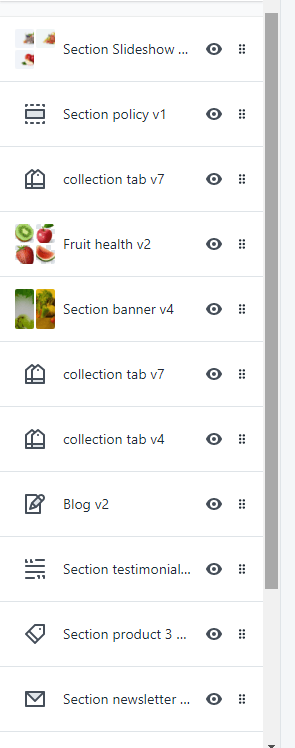 Section Slideshow ...
Section policy v1
collection tab v7
Fruit health v2
Section banner v4
collection tab v7
collection tab v4
Blog v2
Section testimonial...
Section product 3 ...
Section newsletter ...